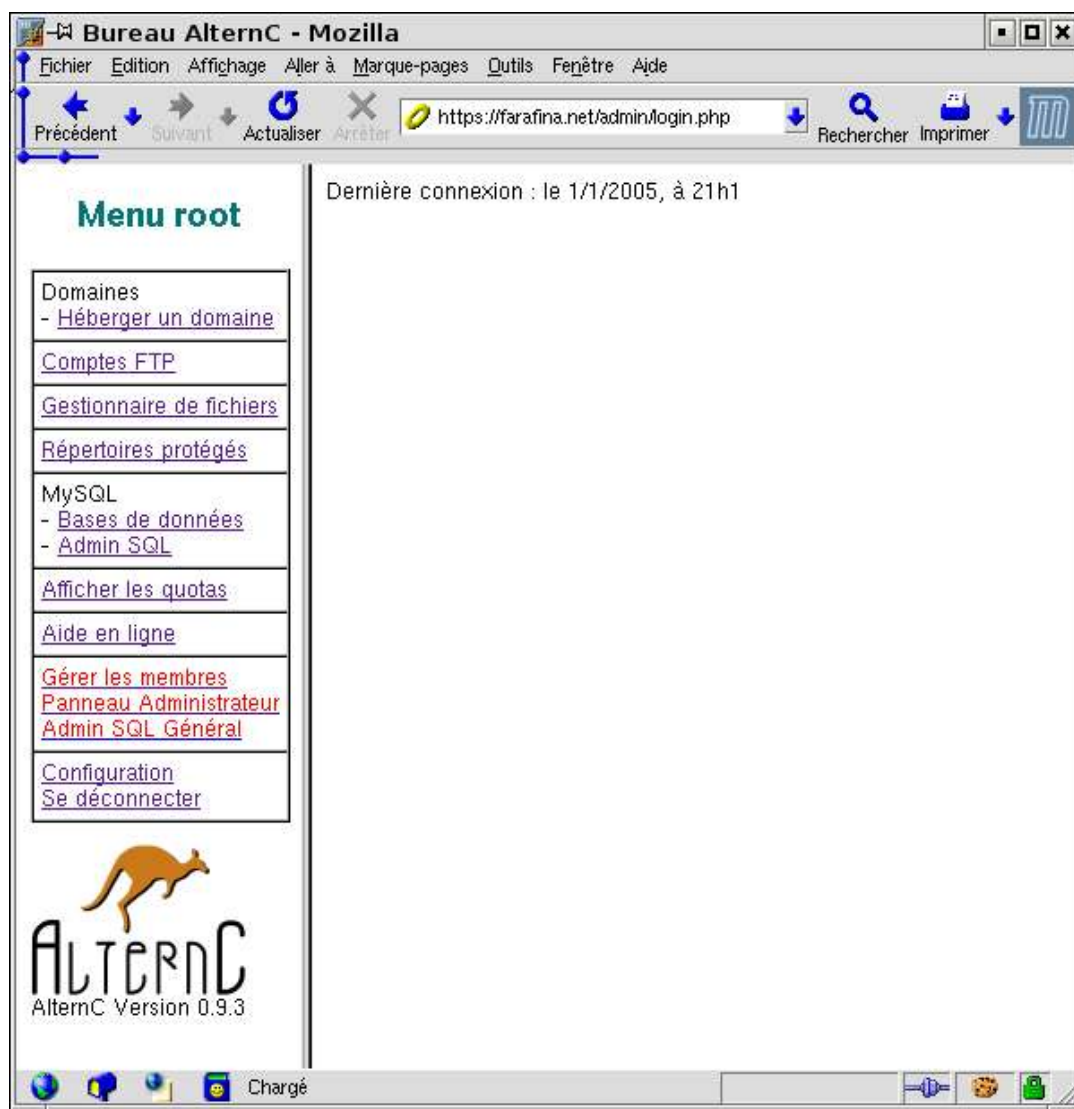 Bureau AlternC - Mozilla
Fichier Edition Affichage Aller à Marque-pages Outils Fenêtre Aide
Précédent Suivant Actualiser Arrêter https://farafina.net/admin/login.php Rechercher Imprimer
Menu root
Dernière connexion : le 1/1/2005, à 21h1
Domaines
- Héberger un domaine
Comptes FTP
Gestionnaire de fichiers
Répertoires protégés
MySQL
- Bases de données
- Admin SQL
Afficher les quotas
Aide en ligne
Gérer les membres
Panneau Administrateur
Admin SQL Général
Configuration
Se déconnecter
ALTERNC
AlternC Version 0.9.3
Chargé